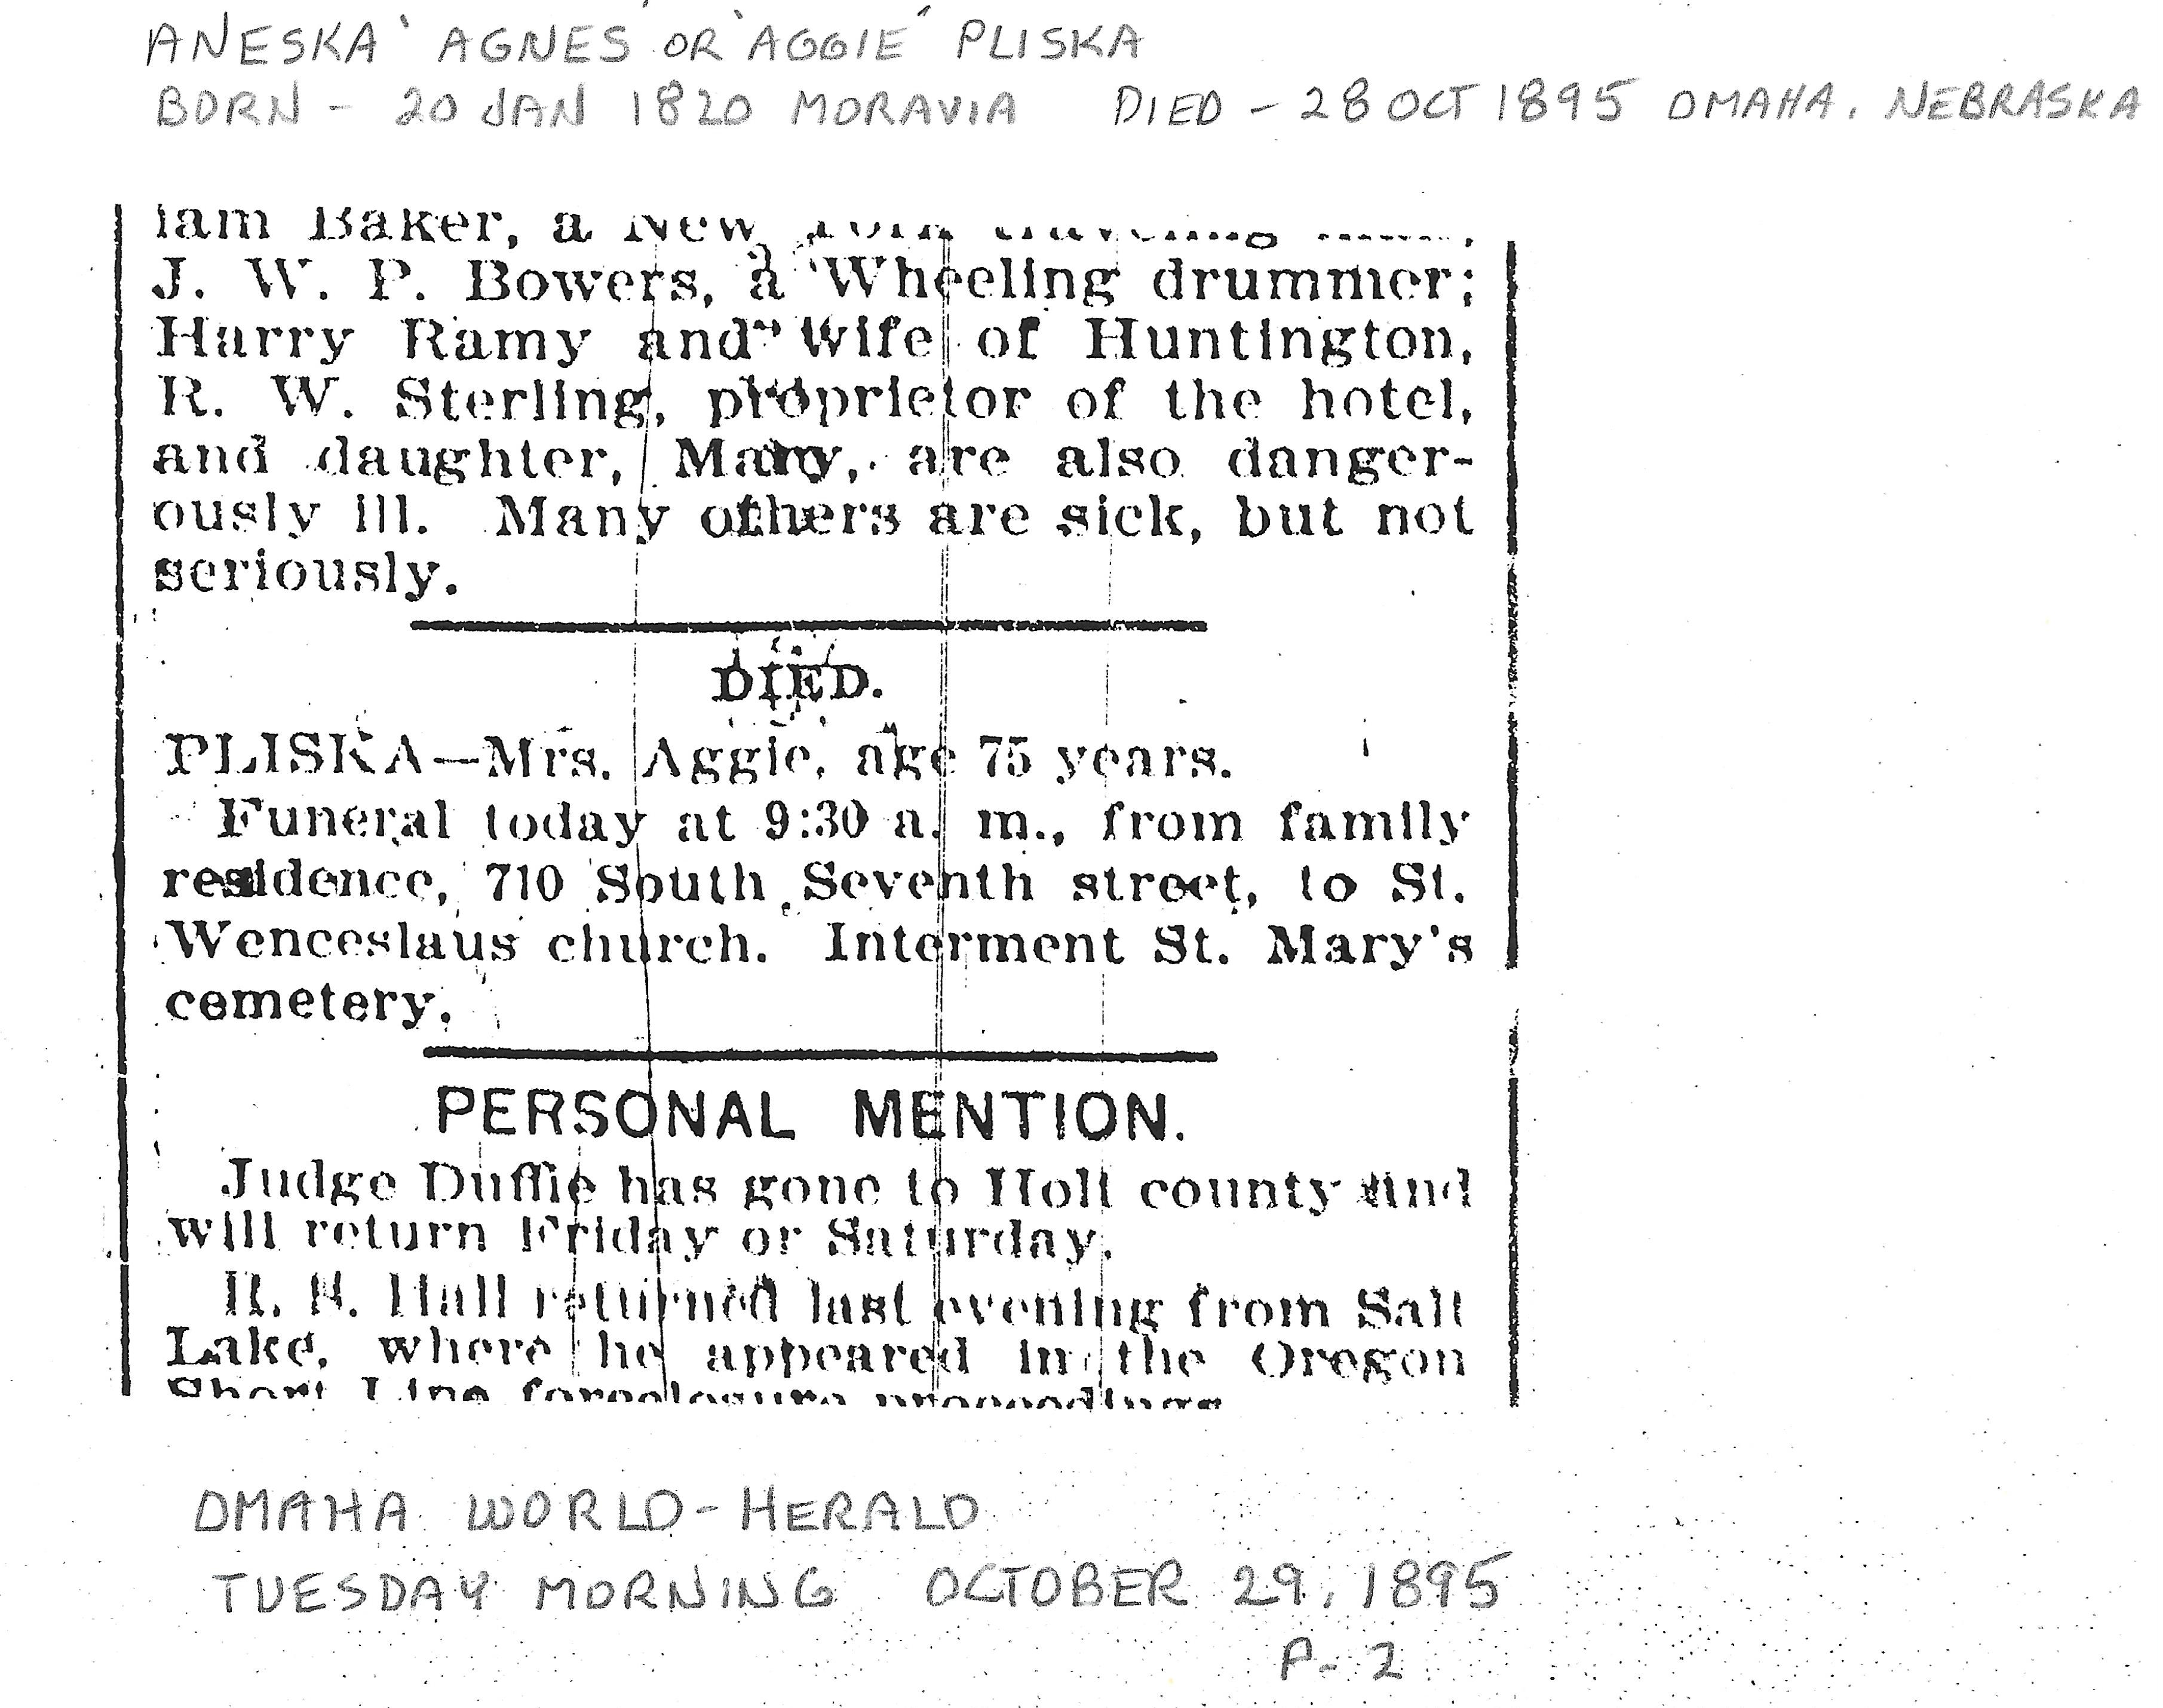 ANESKA "AGNES OR AGGIE" PLISKA
BORN - 20 JAN 1820 MORAVIA DIED - 28 OCT 1895 OMAHA. NEBRASKA
iam Baker, a New
J. W. P. Bowers, a Wheeling drummer;
Harry Ramy and wife of Huntington,
R. W. Sterling, proprietor of the hotel,
and daughter, Mary, are also danger-
ously ill. Many others are sick, but not
seriously.
DIED.
PLISKA—Mrs. Aggie, age 75 years.
Funeral today at 9:30 a. m., from family
residence, 710 South Seventh street, to St.
Wenceslaus church. Interment St. Mary's
cemetery.
PERSONAL MENTION.
Judge Duffie has gone to Holt county and
will return Friday or Saturday.
Hall returned last evening from Salt
Lake, where he appeared in the Oregon
Short Line foreclosure proceedings
OMAHA WORLD-HERALD
TUESDAY MORNING OCTOBER 29, 1895
P. 2